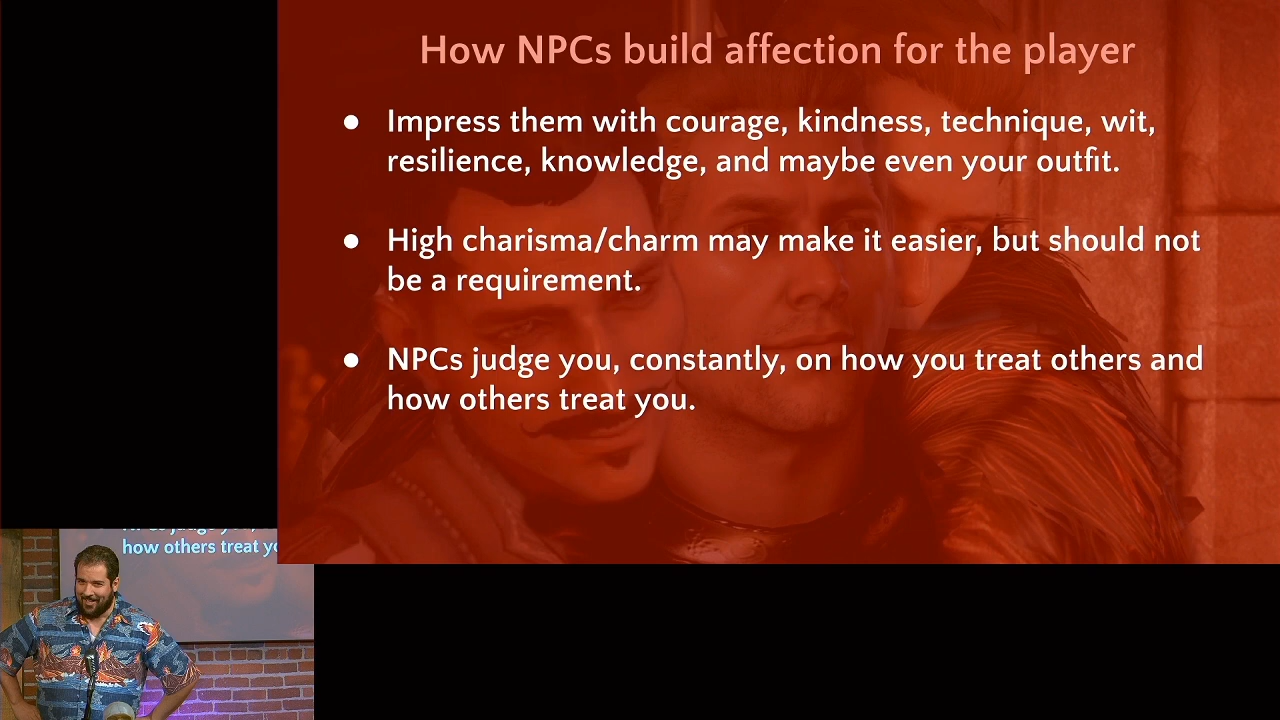 How NPCs build affection for the player
● Impress them with courage, kindness, technique, wit,
resilience, knowledge, and maybe even your outfit.
● High charisma/charm may make it easier, but should not
be a requirement.
● NPCs judge you, constantly, on how you treat others and
how others treat you.
how others treat